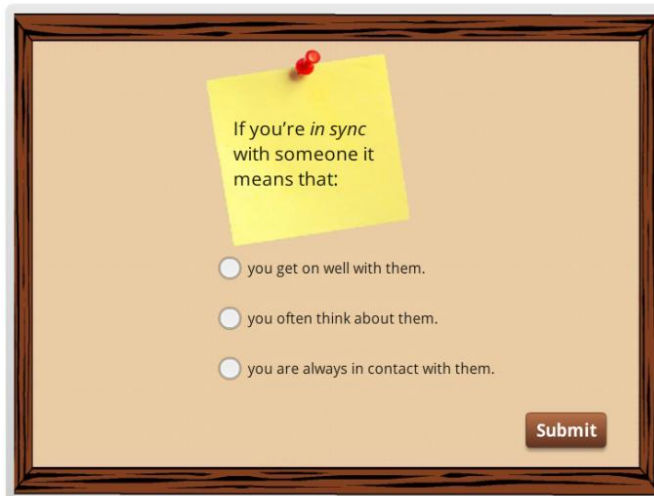 If you're in sync
with someone it
means that:
you get on well with them.
you often think about them.
you are always in contact with them.
Submit